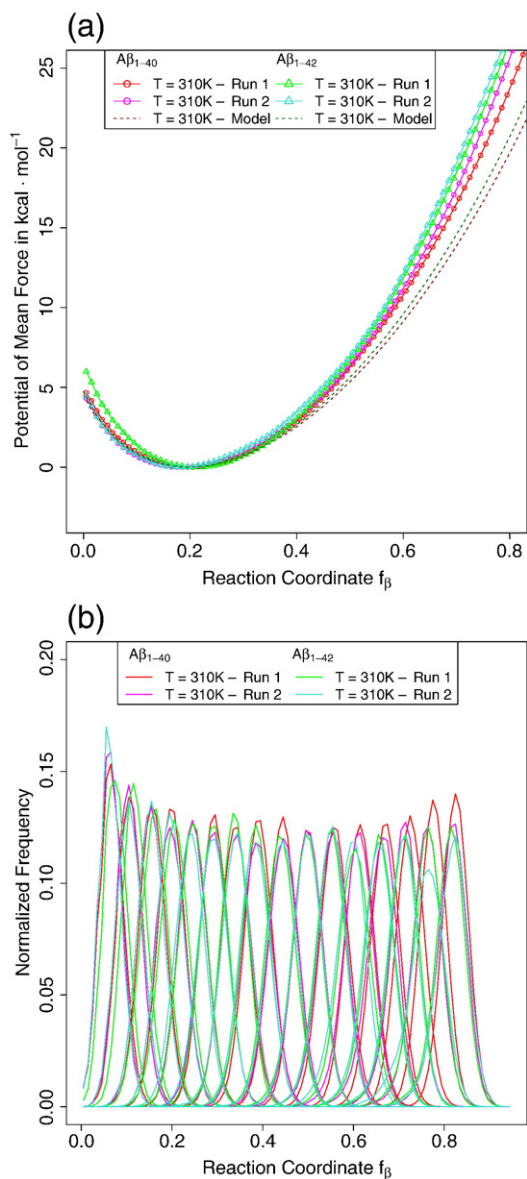 (a)
Aβ1–40 Aβ1–42
T = 310K – Run 1 T = 310K – Run 1
T = 310K – Run 2 T = 310K – Run 2
T = 310K – Model T = 310K – Model
Potential of Mean Force in kcal · mol⁻¹
25
20
15
10
5
0
0.0 0.2 0.4 0.6 0.8
Reaction Coordinate fβ
(b)
Aβ1–40 Aβ1–42
T = 310K – Run 1 T = 310K – Run 1
T = 310K – Run 2 T = 310K – Run 2
Normalized Frequency
0.20
0.15
0.10
0.05
0.00
0.0 0.2 0.4 0.6 0.8
Reaction Coordinate fβ